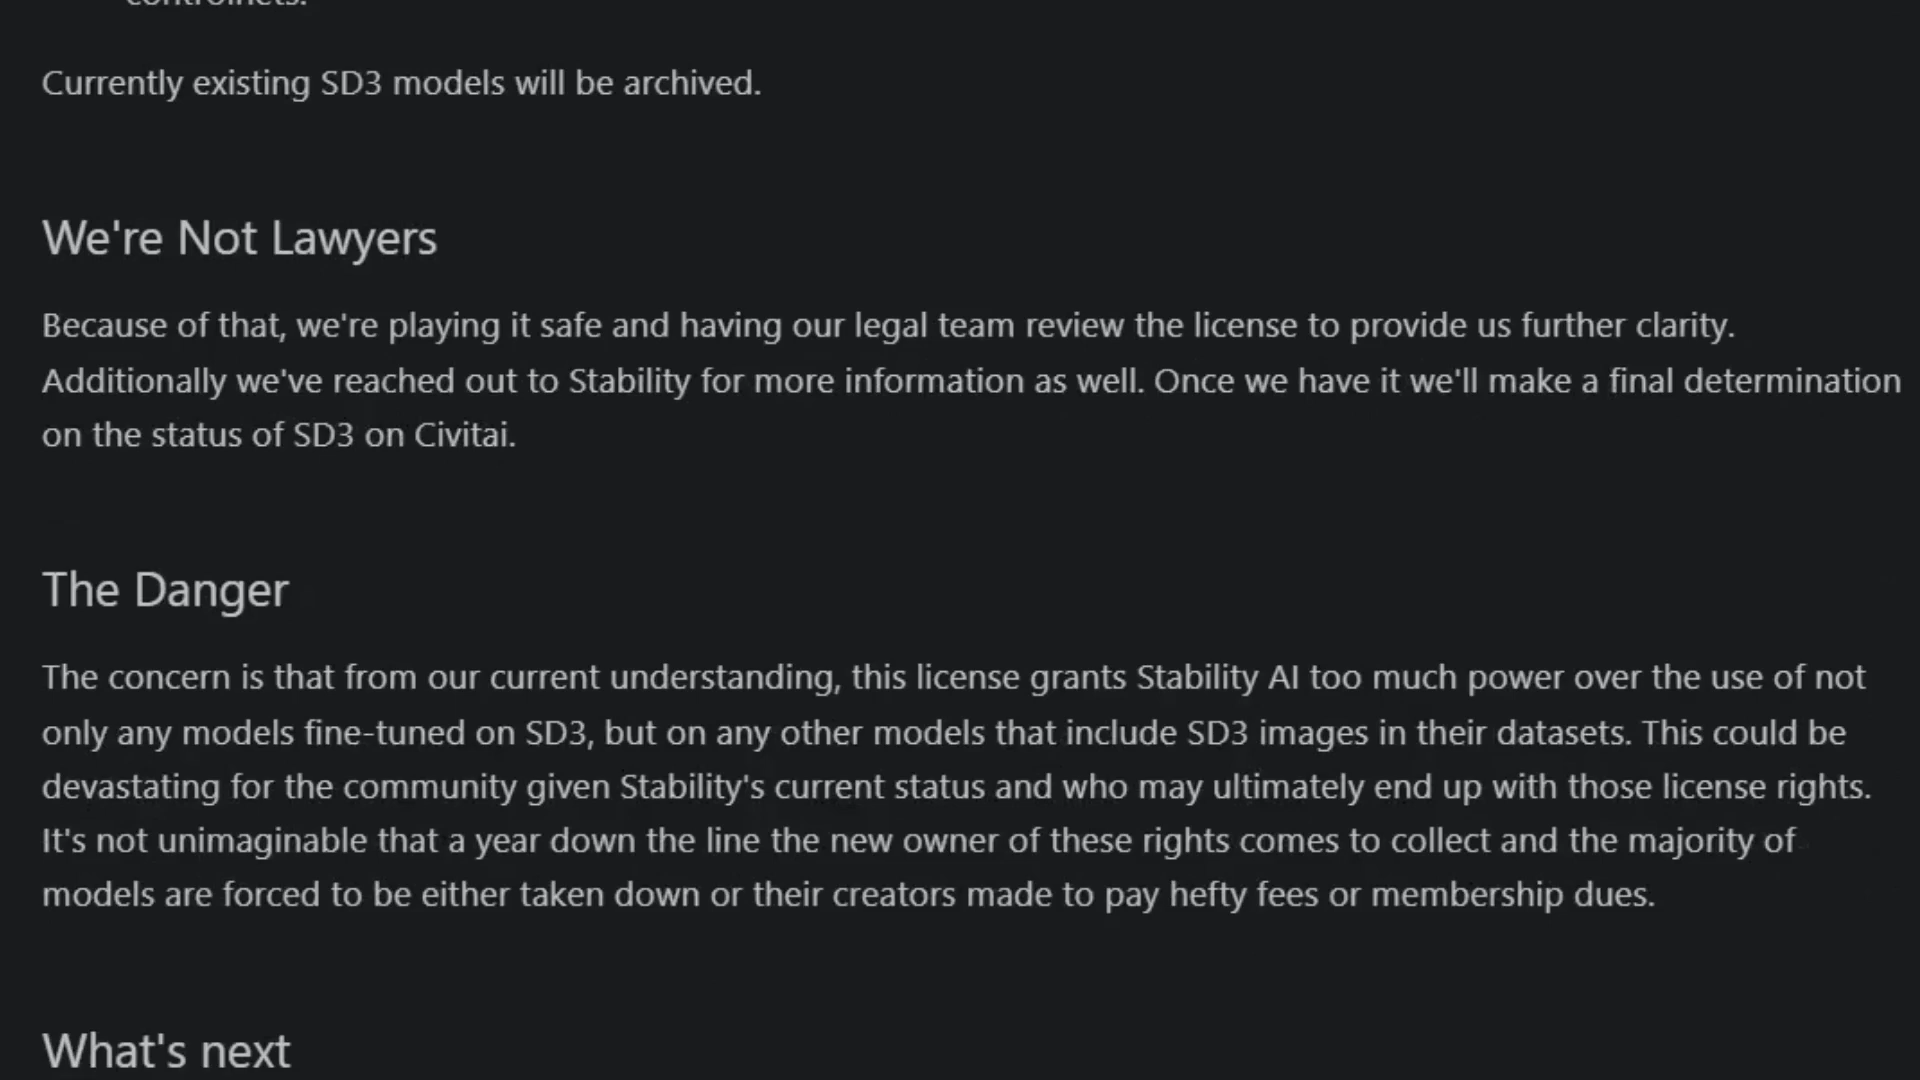 controlnets.
Currently existing SD3 models will be archived.
We're Not Lawyers
Because of that, we're playing it safe and having our legal team review the license to provide us further clarity.
Additionally we've reached out to Stability for more information as well. Once we have it we'll make a final determination
on the status of SD3 on Civitai.
The Danger
The concern is that from our current understanding, this license grants Stability AI too much power over the use of not
only any models fine-tuned on SD3, but on any other models that include SD3 images in their datasets. This could be
devastating for the community given Stability's current status and who may ultimately end up with those license rights.
It's not unimaginable that a year down the line the new owner of these rights comes to collect and the majority of
models are forced to be either taken down or their creators made to pay hefty fees or membership dues.
What's next